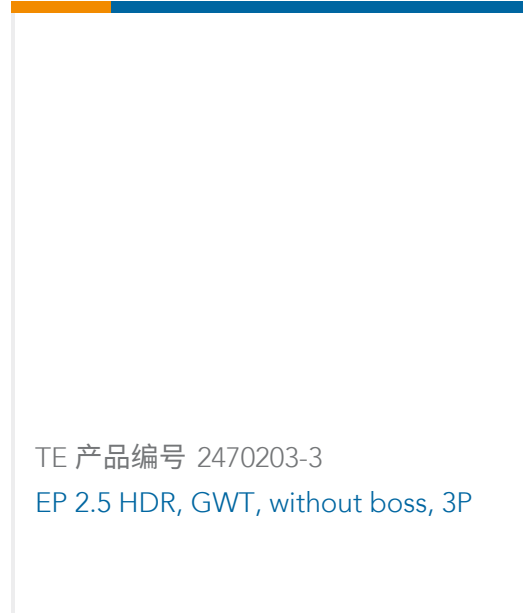 TE 产品编号 2470203-3
EP 2.5 HDR, GWT, without boss, 3P